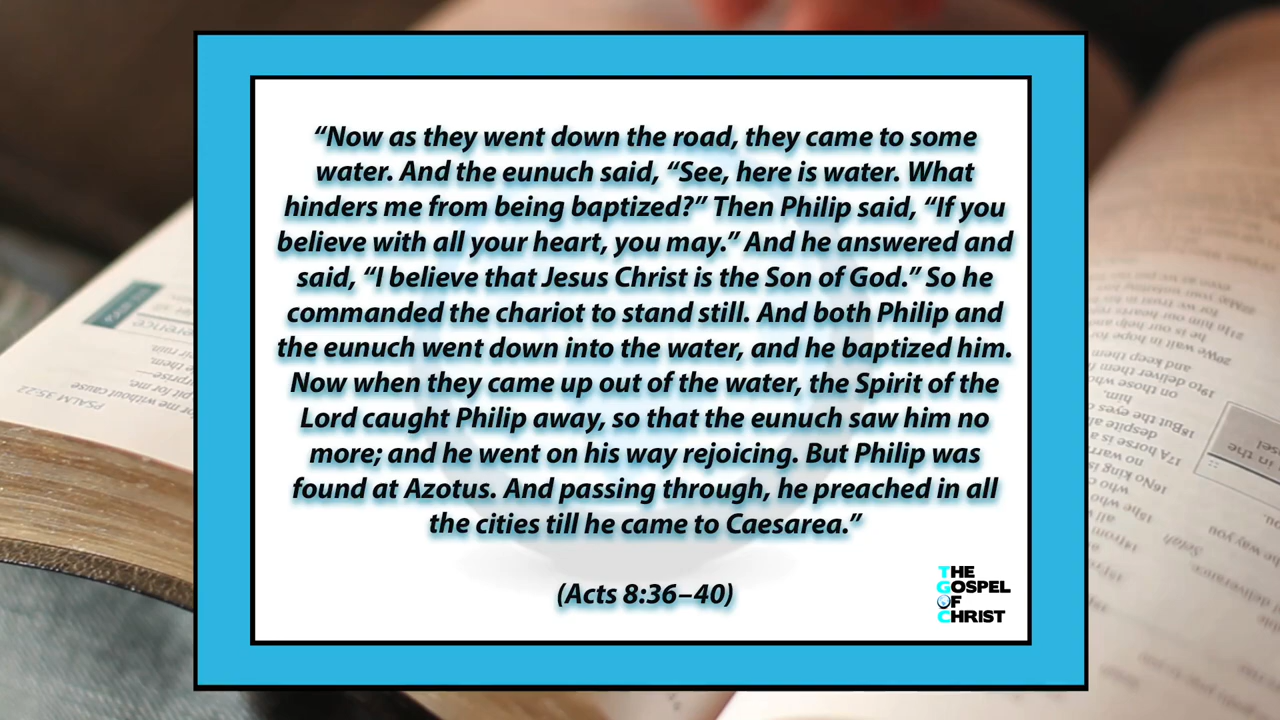 “Now as they went down the road, they came to some
water. And the eunuch said, “See, here is water. What
hinders me from being baptized?” Then Philip said, “If you
believe with all your heart, you may.” And he answered and
said, “I believe that Jesus Christ is the Son of God.” So he
commanded the chariot to stand still. And both Philip and
the eunuch went down into the water, and he baptized him.
Now when they came up out of the water, the Spirit of the
Lord caught Philip away, so that the eunuch saw him no
more; and he went on his way rejoicing. But Philip was
found at Azotus. And passing through, he preached in all
the cities till he came to Caesarea.”
(Acts 8:36–40)
THE
GOSPEL
OF
CHRIST
PSALM 35:22